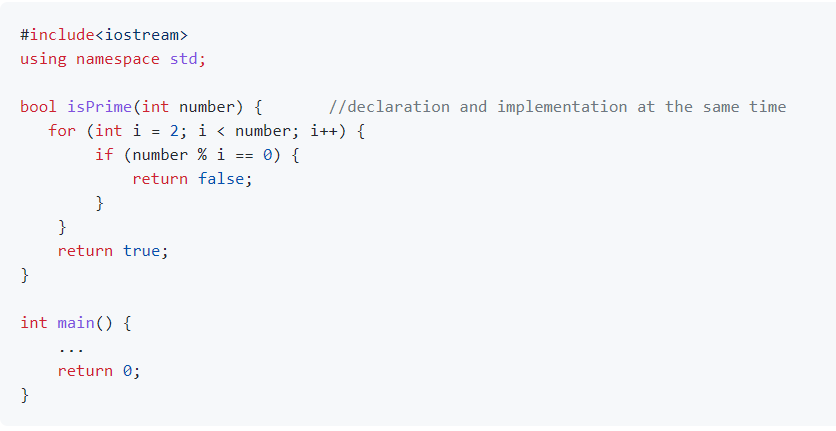 #include<iostream>
using namespace std;
bool isPrime(int number) {       //declaration and implementation at the same time
   for (int i = 2; i < number; i++) {
        if (number % i == 0) {
            return false;
        }
    }
    return true;
}
int main() {
    ...
    return 0;
}